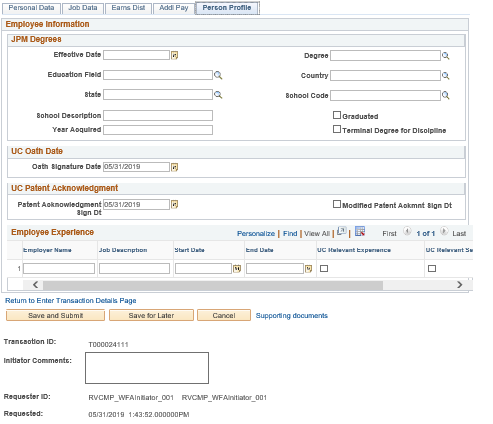 Personal Data Job Data Earns Dist Addl Pay Person Profile
Employee Information
JPM Degrees
Effective Date Degree
Education Field Country
State School Code
School Description Graduated
Year Acquired Terminal Degree for Discipline
UC Oath Date
Oath Signature Date 05/31/2019
UC Patent Acknowledgment
Patent Acknowledgment Sign Dt 05/31/2019 Modified Patent Ackmnt Sign Dt
Employee Experience Personalize | Find | View All | | First 1 of 1 Last
Employer Name Job Description Start Date End Date UC Relevant Experience UC Relevant Se
1
Return to Enter Transaction Details Page
Save and Submit Save for Later Cancel Supporting documents
Transaction ID: T000024111
Initiator Comments:
Requester ID: RVCMP_WFAInitiator_001 RVCMP_WFAInitiator_001
Requested: 05/31/2019 1:43:52.000000PM